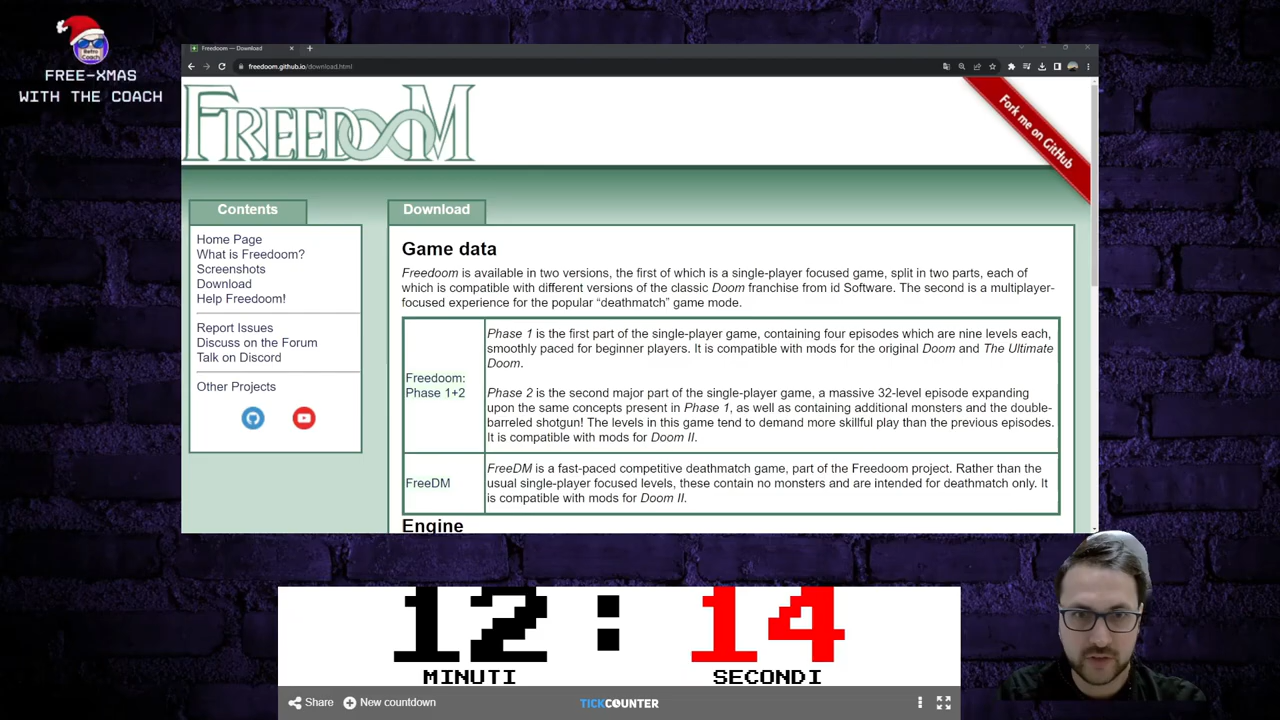 Retro
Coach
FREE-XMAS
WITH THE COACH
Freedoom — Download
freedoom.github.io/download.html
FREEDOOM
Fork me on GitHub
Contents
Home Page
What is Freedoom?
Screenshots
Download
Help Freedoom!
Report Issues
Discuss on the Forum
Talk on Discord
Other Projects
Download
Game data
Freedoom is available in two versions, the first of which is a single-player focused game, split in two parts, each of
which is compatible with different versions of the classic Doom franchise from id Software. The second is a multiplayer-
focused experience for the popular “deathmatch” game mode.
Freedoom:
Phase 1+2
Phase 1 is the first part of the single-player game, containing four episodes which are nine levels each,
smoothly paced for beginner players. It is compatible with mods for the original Doom and The Ultimate
Doom.
Phase 2 is the second major part of the single-player game, a massive 32-level episode expanding
upon the same concepts present in Phase 1, as well as containing additional monsters and the double-
barreled shotgun! The levels in this game tend to demand more skillful play than the previous episodes.
It is compatible with mods for Doom II.
FreeDM
FreeDM is a fast-paced competitive deathmatch game, part of the Freedoom project. Rather than the
usual single-player focused levels, these contain no monsters and are intended for deathmatch only. It
is compatible with mods for Doom II.
Engine
12 : 14
MINUTI SECONDI
Share New countdown TICKCOUNTER